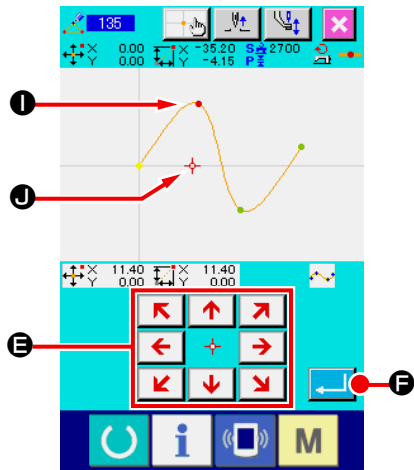 135
X 0.00 X -35.20 S 2700
Y 0.00 Y -4.15 P
I
J
X 11.40 X 11.40
Y 0.00 Y 0.00
E
F
i M